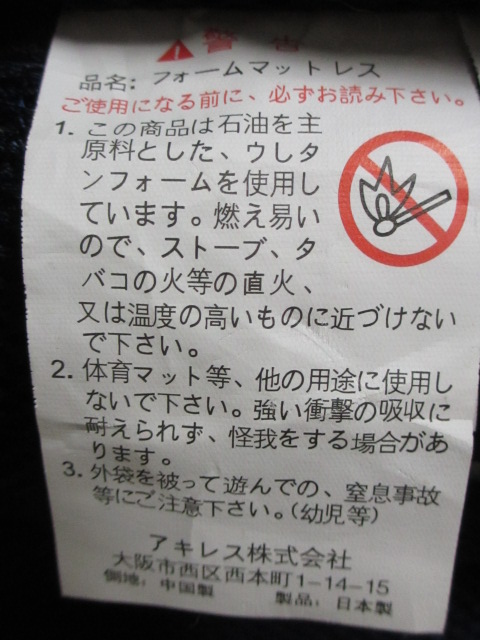 警告
品名: フォームマットレス
ご使用になる前に、必ずお読み下さい。
1. この商品は石油を主
原料とした、ウしタ
ンフォームを使用し
ています。燃え易い
ので、ストーブ、タ
バコの火等の直火、
又は温度の高いものに近づけない
で下さい。
2. 体育マット等、他の用途に使用し
ないで下さい。強い衝撃の吸収に
耐えられず、怪我をする場合があ
ります。
3. 外袋を被って遊んでの、窒息事故
等にご注意下さい。(幼児等)
アキレス株式会社
大阪市西区西本町1-14-15
側地: 中国製 製品: 日本製